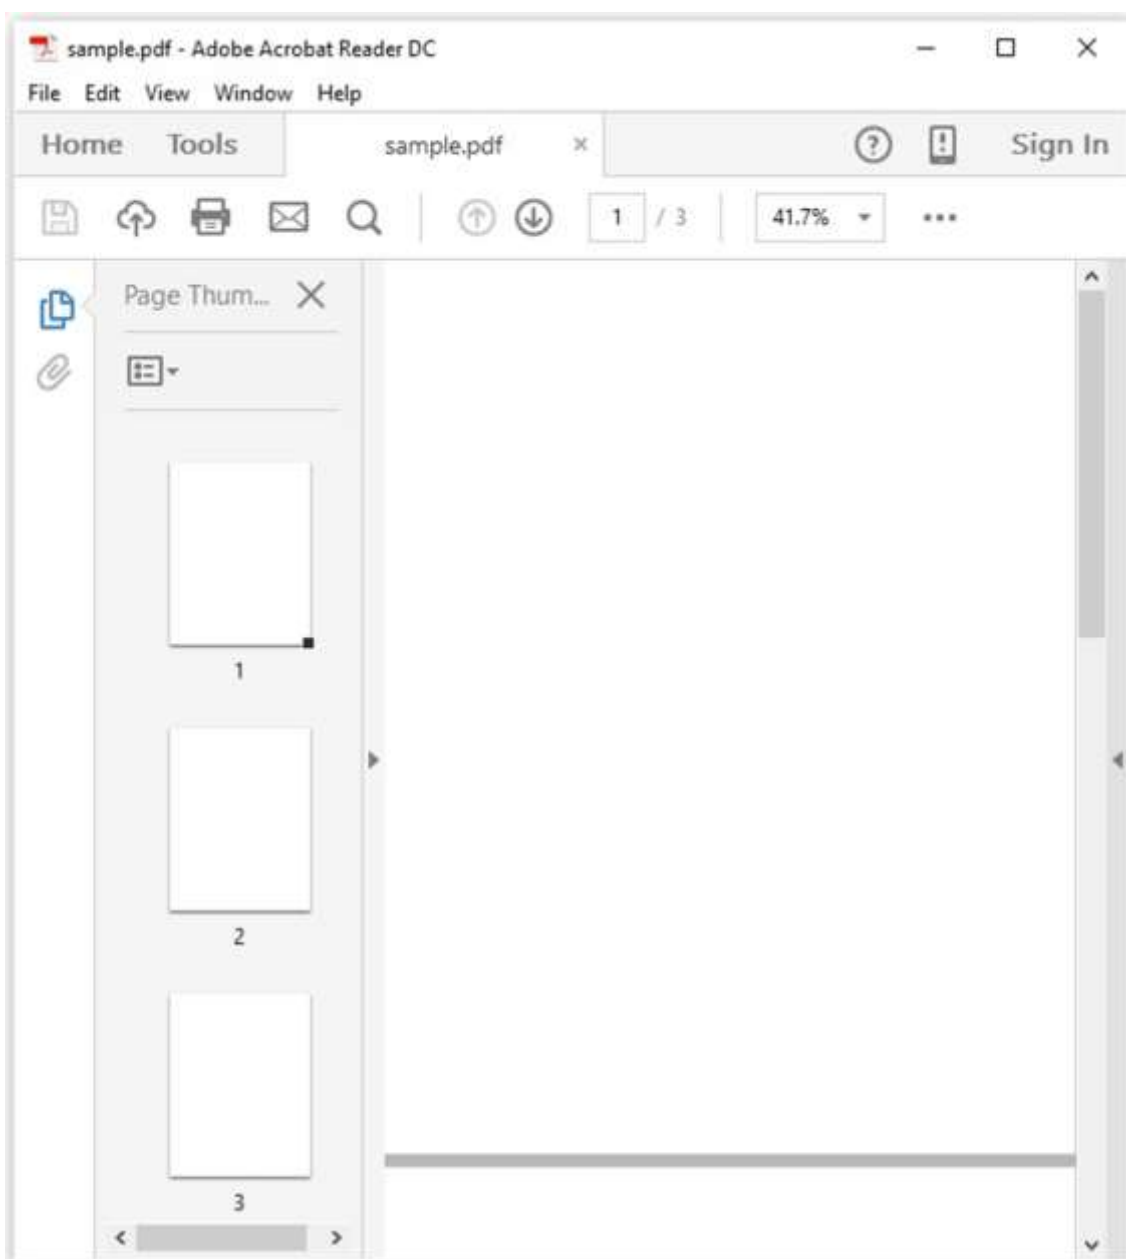 sample.pdf - Adobe Acrobat Reader DC
File Edit View Window Help
Home Tools sample.pdf × Sign In
1 / 3 41.7%
Page Thum...
1
2
3